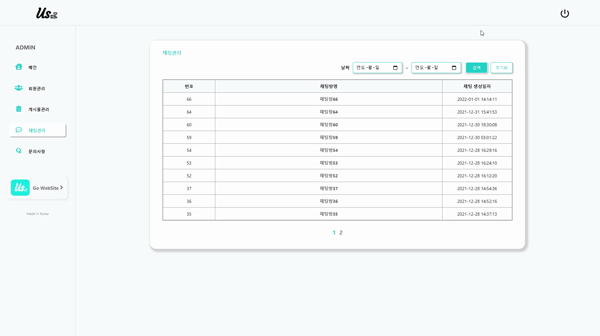 Us
ADMIN
메인
회원관리
게시물관리
채팅관리
문의사항
Us.
Go WebSite
채팅관리
날짜 연도-월-일 - 연도-월-일 검색 초기화
번호 채팅방명 채팅 생성일자
66 채팅방66 2022-01-01 14:14:11
64 채팅방64 2021-12-31 15:41:53
60 채팅방60 2021-12-30 18:30:08
59 채팅방59 2021-12-30 03:01:22
54 채팅방54 2021-12-28 16:29:16
53 채팅방53 2021-12-28 16:24:10
52 채팅방52 2021-12-28 16:12:20
37 채팅방37 2021-12-28 14:54:36
36 채팅방36 2021-12-28 14:52:16
35 채팅방35 2021-12-28 14:37:13
1 2